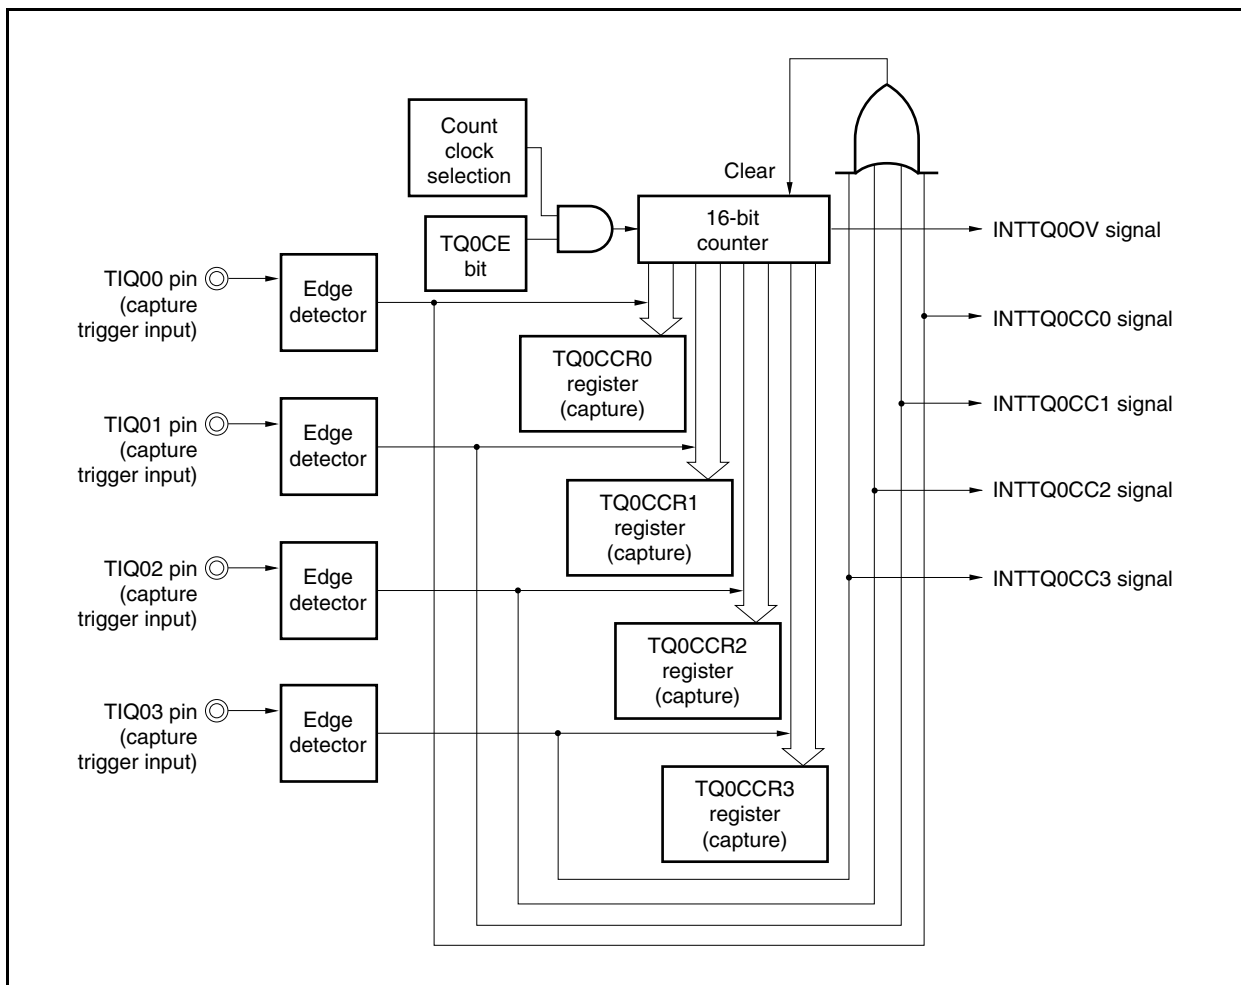 Count
clock
selection
Clear
16-bit
counter
TQ0CE
bit
INTTQ0OV signal
TIQ00 pin
(capture
trigger input)
Edge
detector
INTTQ0CC0 signal
TQ0CCR0
register
(capture)
INTTQ0CC1 signal
TIQ01 pin
(capture
trigger input)
Edge
detector
INTTQ0CC2 signal
TQ0CCR1
register
(capture)
TIQ02 pin
(capture
trigger input)
Edge
detector
INTTQ0CC3 signal
TQ0CCR2
register
(capture)
TIQ03 pin
(capture
trigger input)
Edge
detector
TQ0CCR3
register
(capture)